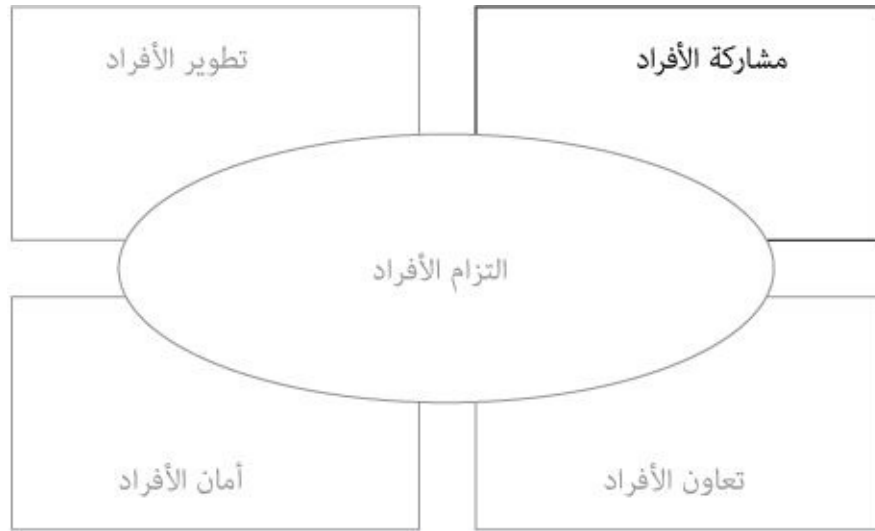 مشاركة الأفراد
تطوير الأفراد
التزام الأفراد
تعاون الأفراد
أمان الأفراد